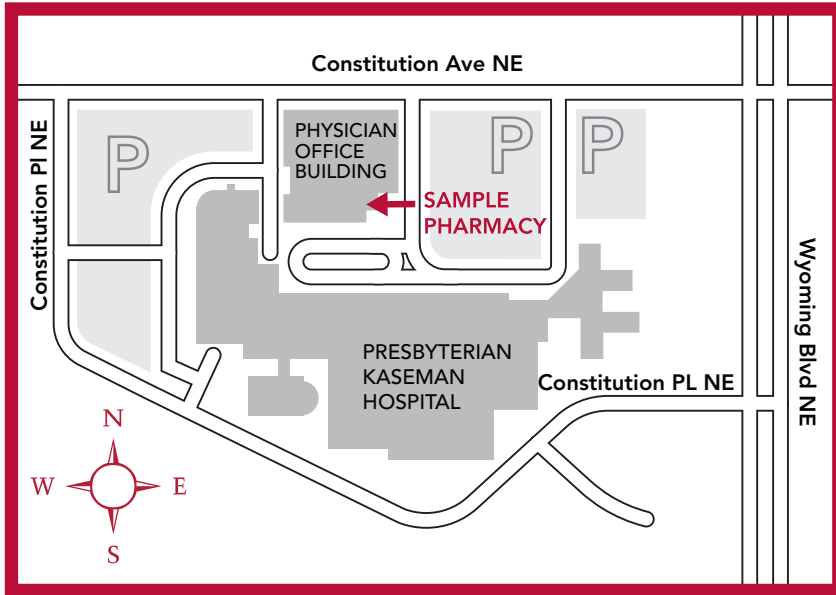 Constitution Ave NE
Constitution Pl NE
P
PHYSICIAN
OFFICE
BUILDING
P
P
SAMPLE
PHARMACY
Wyoming Blvd NE
PRESBYTERIAN
KASEMAN
HOSPITAL
Constitution PL NE
N
W
E
S